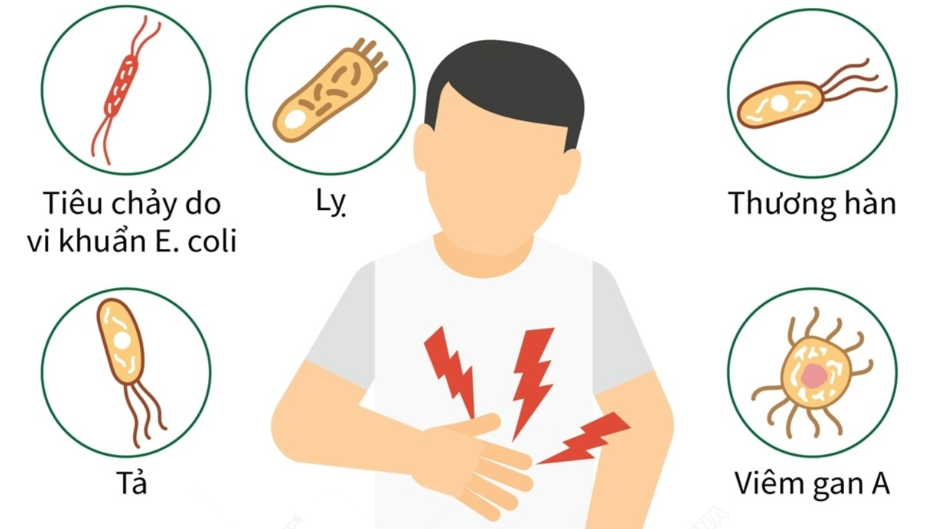 Tiêu chảy do
vi khuẩn E. coli
Lỵ
Thương hàn
Tả
Viêm gan A